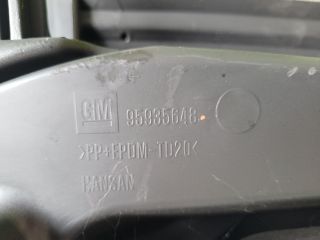 GM 95935648
>PP+EPDM-TD20<
HANSAN